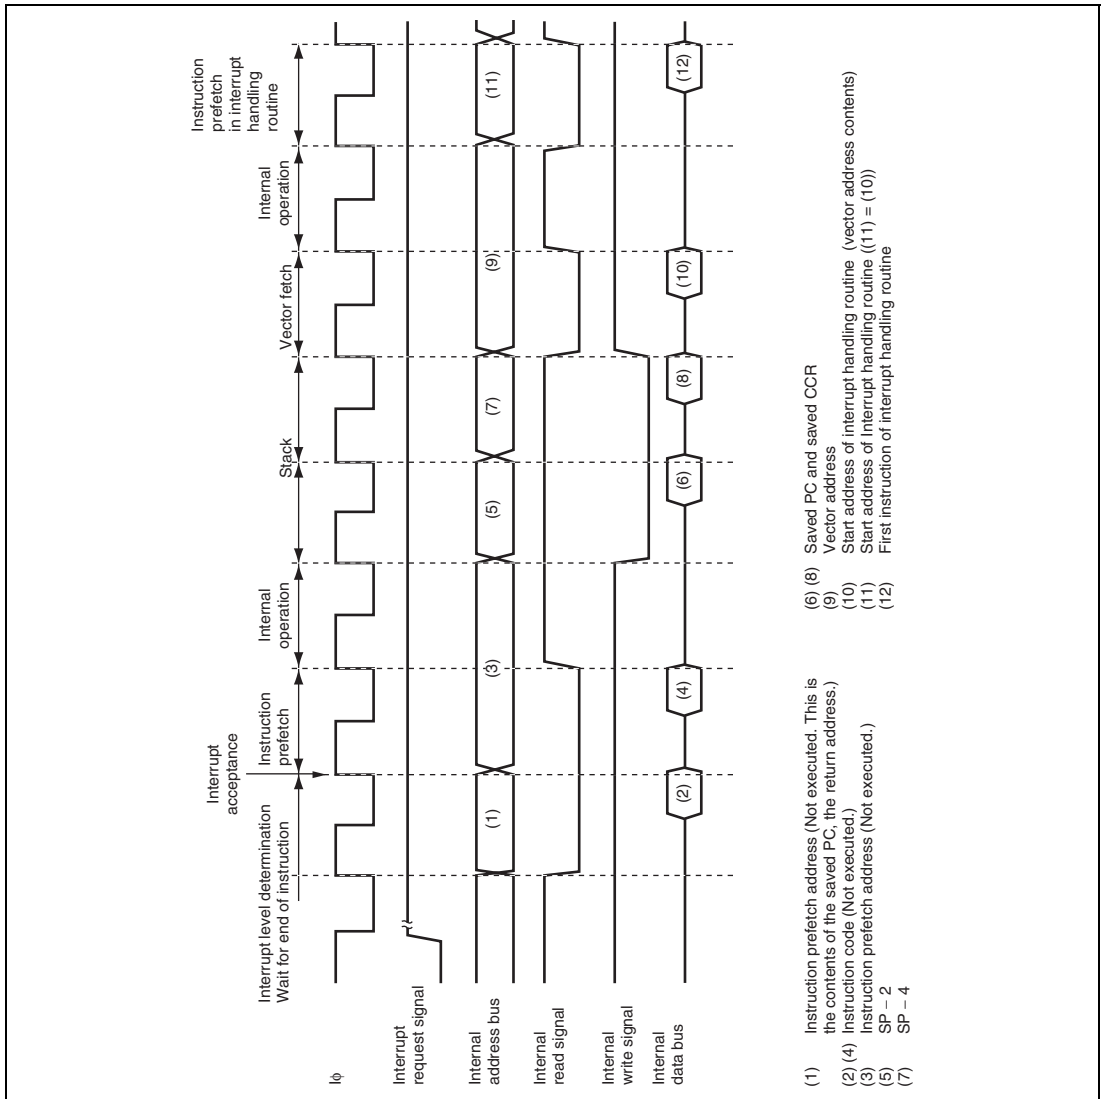 Interrupt
acceptance
Interrupt level determination
Wait for end of instruction
Instruction
prefetch
Internal
operation
Stack
Vector fetch
Internal
operation
Instruction
prefetch
in interrupt
handling
routine
Iϕ
Interrupt
request signal
Internal
address bus
(1)
(3)
(5)
(7)
(9)
(11)
Internal
read signal
Internal
write signal
Internal
data bus
(2)
(4)
(6)
(8)
(10)
(12)
(1) Instruction prefetch address (Not executed. This is
the contents of the saved PC, the return address.)
(2) (4) Instruction code (Not executed.)
(3) Instruction prefetch address (Not executed.)
(5) SP – 2
(7) SP – 4
(6) (8) Saved PC and saved CCR
(9) Vector address
(10) Start address of interrupt handling routine (vector address contents)
(11) Start address of Interrupt handling routine ((11) = (10))
(12) First instruction of interrupt handling routine